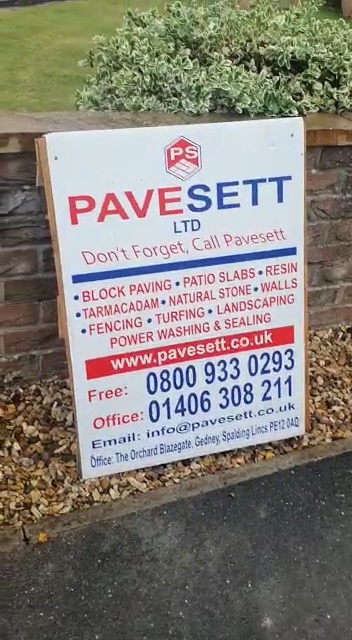 PS
PAVESETT
LTD
Don't Forget, Call Pavesett
• BLOCK PAVING • PATIO SLABS • RESIN
• TARMACADAM • NATURAL STONE • WALLS
• FENCING • TURFING • LANDSCAPING
POWER WASHING & SEALING
www.pavesett.co.uk
Free: 0800 933 0293
Office: 01406 308 211
Email: info@pavesett.co.uk
Office: The Orchard Blazegate, Gedney, Spalding Lincs PE12 0AD